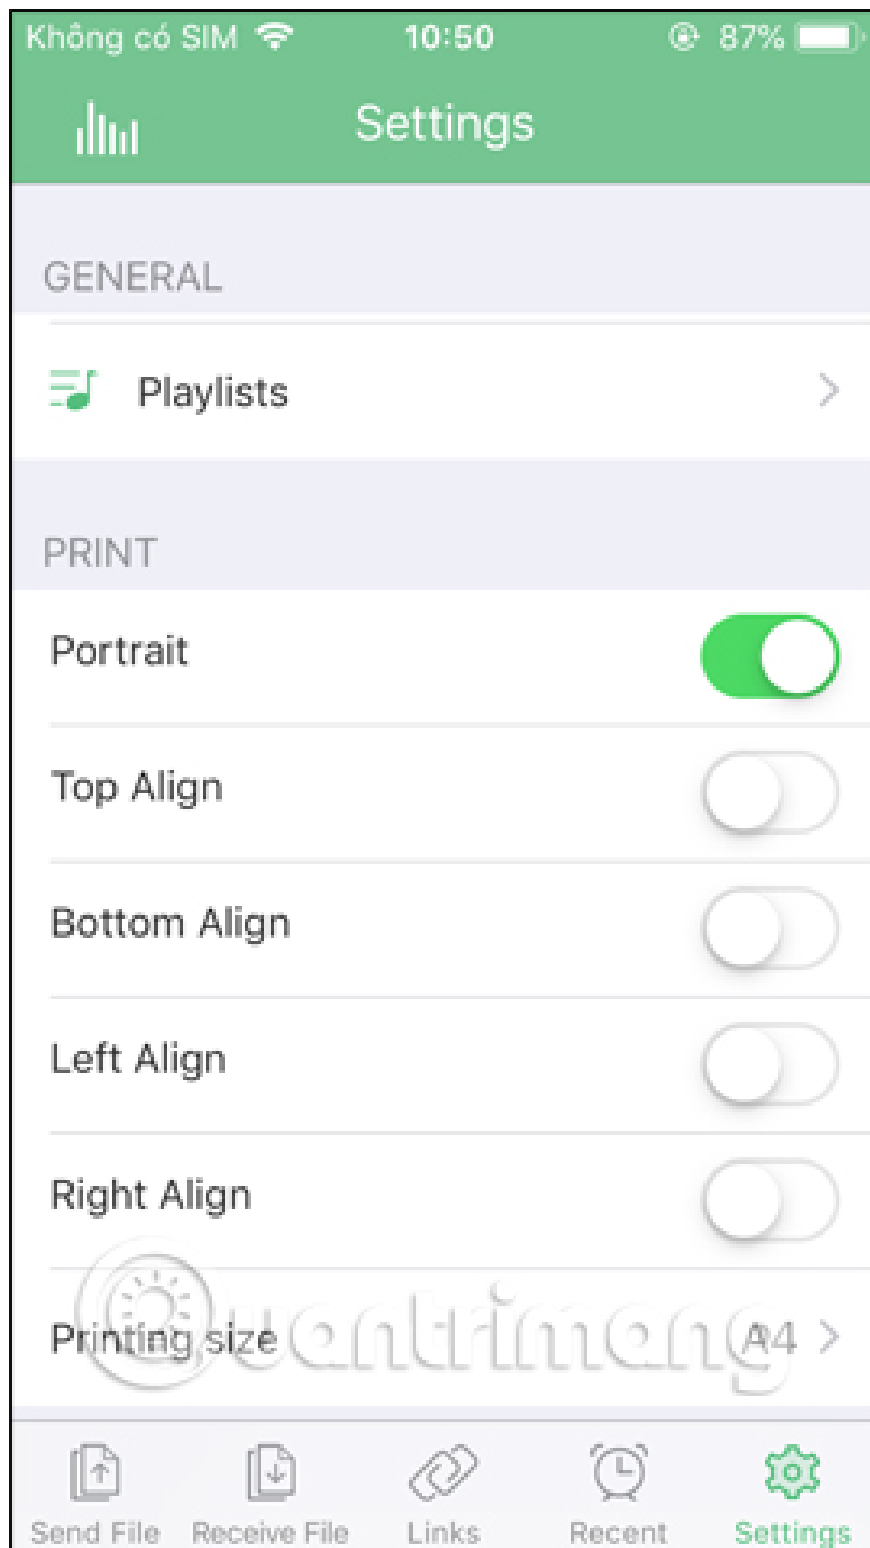 Không có SIM 10:50 87%
Settings
GENERAL
Playlists
PRINT
Portrait
Top Align
Bottom Align
Left Align
Right Align
Printing size A4
Quantrimang
Send File Receive File Links Recent Settings